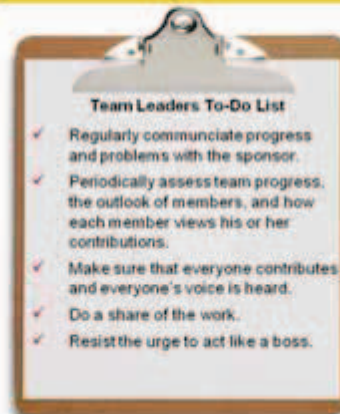 Team Leaders To-Do List
✓ Regularly communciate progress
and problems with the sponsor.
✓ Periodically assess team progress,
the outlook of members, and how
each member views his or her
contributions.
✓ Make sure that everyone contributes
and everyone's voice is heard.
✓ Do a share of the work.
✓ Resist the urge to act like a boss.